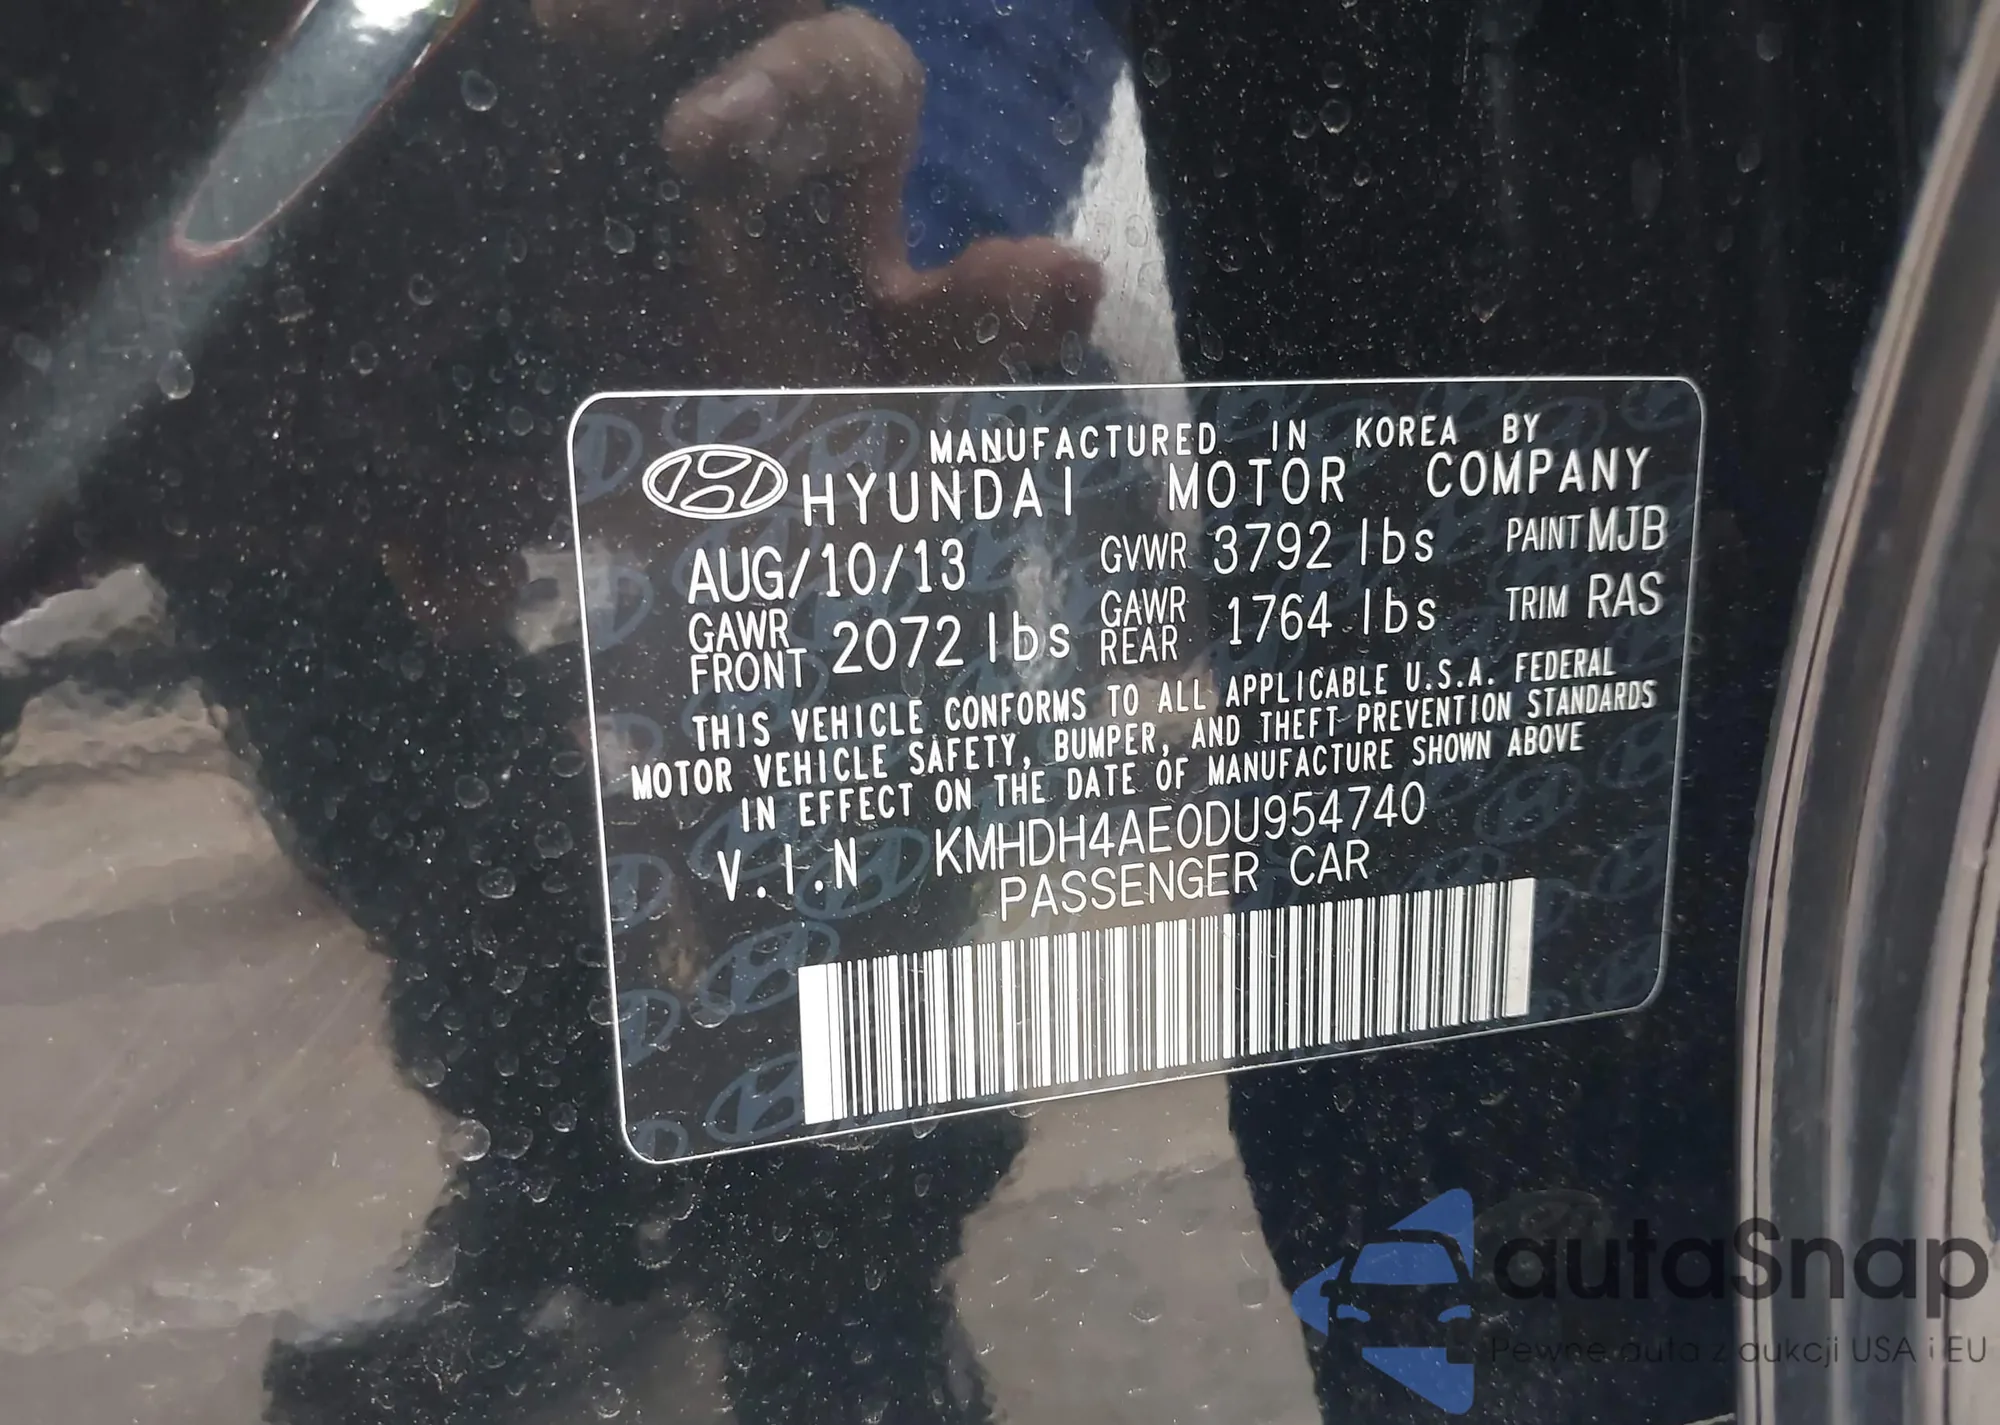 MANUFACTURED IN KOREA BY
HYUNDAI MOTOR COMPANY
AUG/10/13 GVWR 3792 lbs PAINT MJB
GAWR FRONT 2072 lbs GAWR REAR 1764 lbs TRIM RAS
THIS VEHICLE CONFORMS TO ALL APPLICABLE U.S.A. FEDERAL
MOTOR VEHICLE SAFETY, BUMPER, AND THEFT PREVENTION STANDARDS
IN EFFECT ON THE DATE OF MANUFACTURE SHOWN ABOVE
V.I.N KMHDH4AE0DU954740
PASSENGER CAR
autaSnap
Pewne auta z aukcji USA i EU